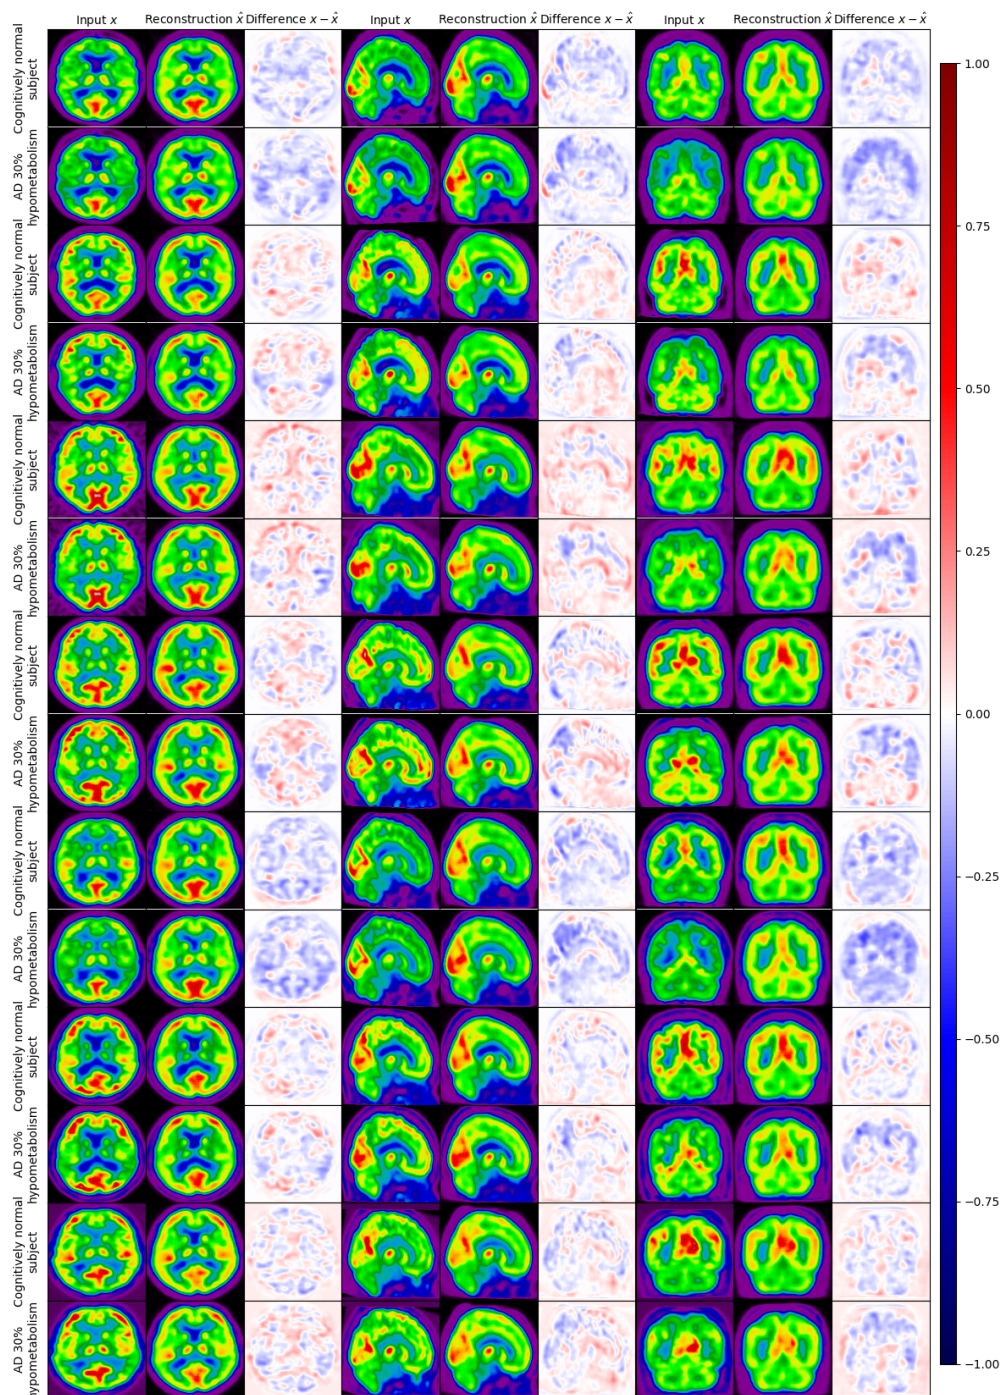 Input x Reconstruction x̂ Difference x − x̂ Input x Reconstruction x̂ Difference x − x̂ Input x Reconstruction x̂ Difference x − x̂
Cognitively normal
subject
AD 30%
hypometabolism
Cognitively normal
subject
AD 30%
hypometabolism
Cognitively normal
subject
AD 30%
hypometabolism
Cognitively normal
subject
AD 30%
hypometabolism
Cognitively normal
subject
AD 30%
hypometabolism
Cognitively normal
subject
AD 30%
hypometabolism
Cognitively normal
subject
AD 30%
hypometabolism
1.00
0.75
0.50
0.25
0.00
−0.25
−0.50
−0.75
−1.00